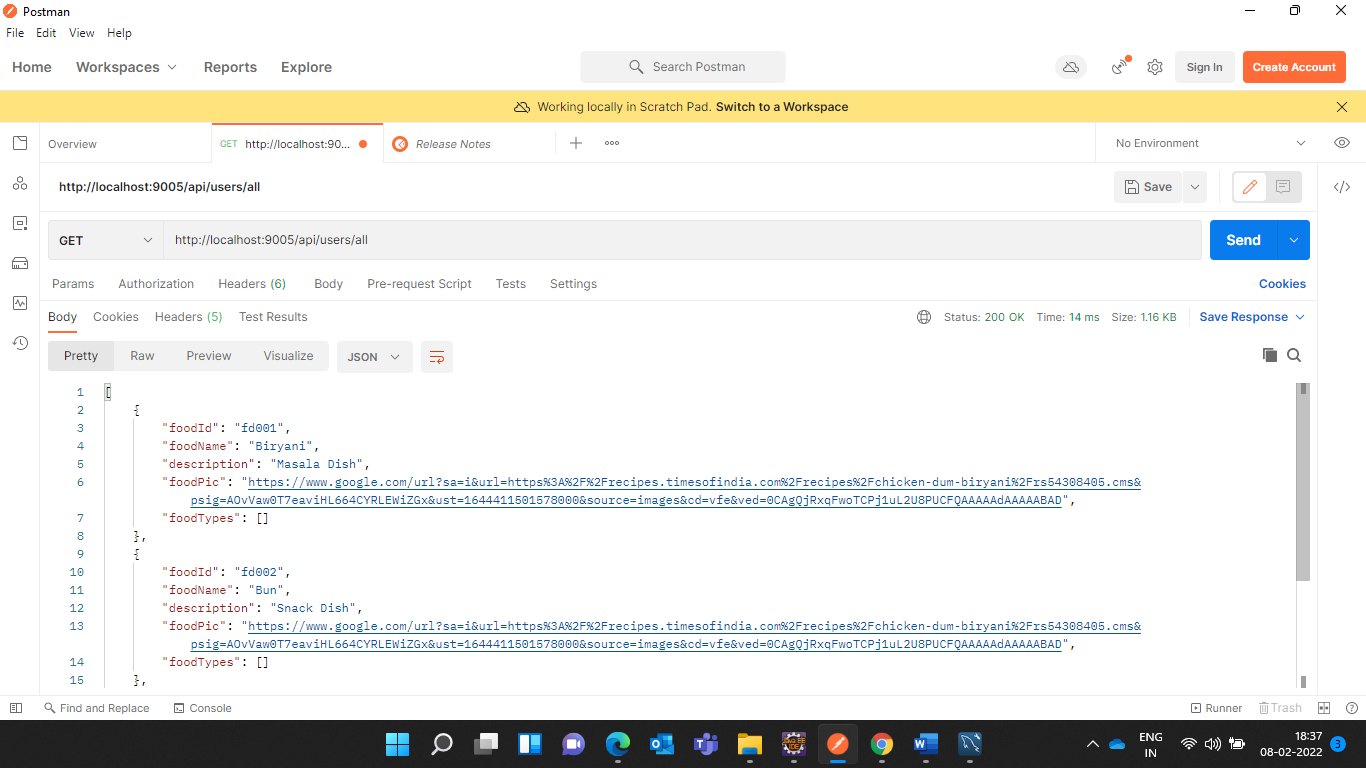 Postman
File Edit View Help
Home Workspaces Reports Explore Search Postman Sign In Create Account
Working locally in Scratch Pad. Switch to a Workspace
Overview GET http://localhost:90... Release Notes No Environment
http://localhost:9005/api/users/all Save
GET http://localhost:9005/api/users/all Send
Params Authorization Headers (6) Body Pre-request Script Tests Settings Cookies
Body Cookies Headers (5) Test Results Status: 200 OK Time: 14 ms Size: 1.16 KB Save Response
Pretty Raw Preview Visualize JSON
1 [
2 {
3 "foodId": "fd001",
4 "foodName": "Biryani",
5 "description": "Masala Dish",
6 "foodPic": "https://www.google.com/url?sa=i&url=https%3A%2F%2Frecipes.timesofindia.com%2Frecipes%2Fchicken-dum-biryani%2Frs54308405.cms&
psig=AOvVaw0T7eaviHL664CYRLEWiZGx&ust=1644411501578000&source=images&cd=vfe&ved=0CAgQjRxqFwoTCPj1uL2U8PUCFQAAAAAdAAAAABAD",
7 "foodTypes": []
8 },
9 {
10 "foodId": "fd002",
11 "foodName": "Bun",
12 "description": "Snack Dish",
13 "foodPic": "https://www.google.com/url?sa=i&url=https%3A%2F%2Frecipes.timesofindia.com%2Frecipes%2Fchicken-dum-biryani%2Frs54308405.cms&
psig=AOvVaw0T7eaviHL664CYRLEWiZGx&ust=1644411501578000&source=images&cd=vfe&ved=0CAgQjRxqFwoTCPj1uL2U8PUCFQAAAAAdAAAAABAD",
14 "foodTypes": []
15 },
Find and Replace Console Runner Trash
ENG 18:37
IN 08-02-2022 3